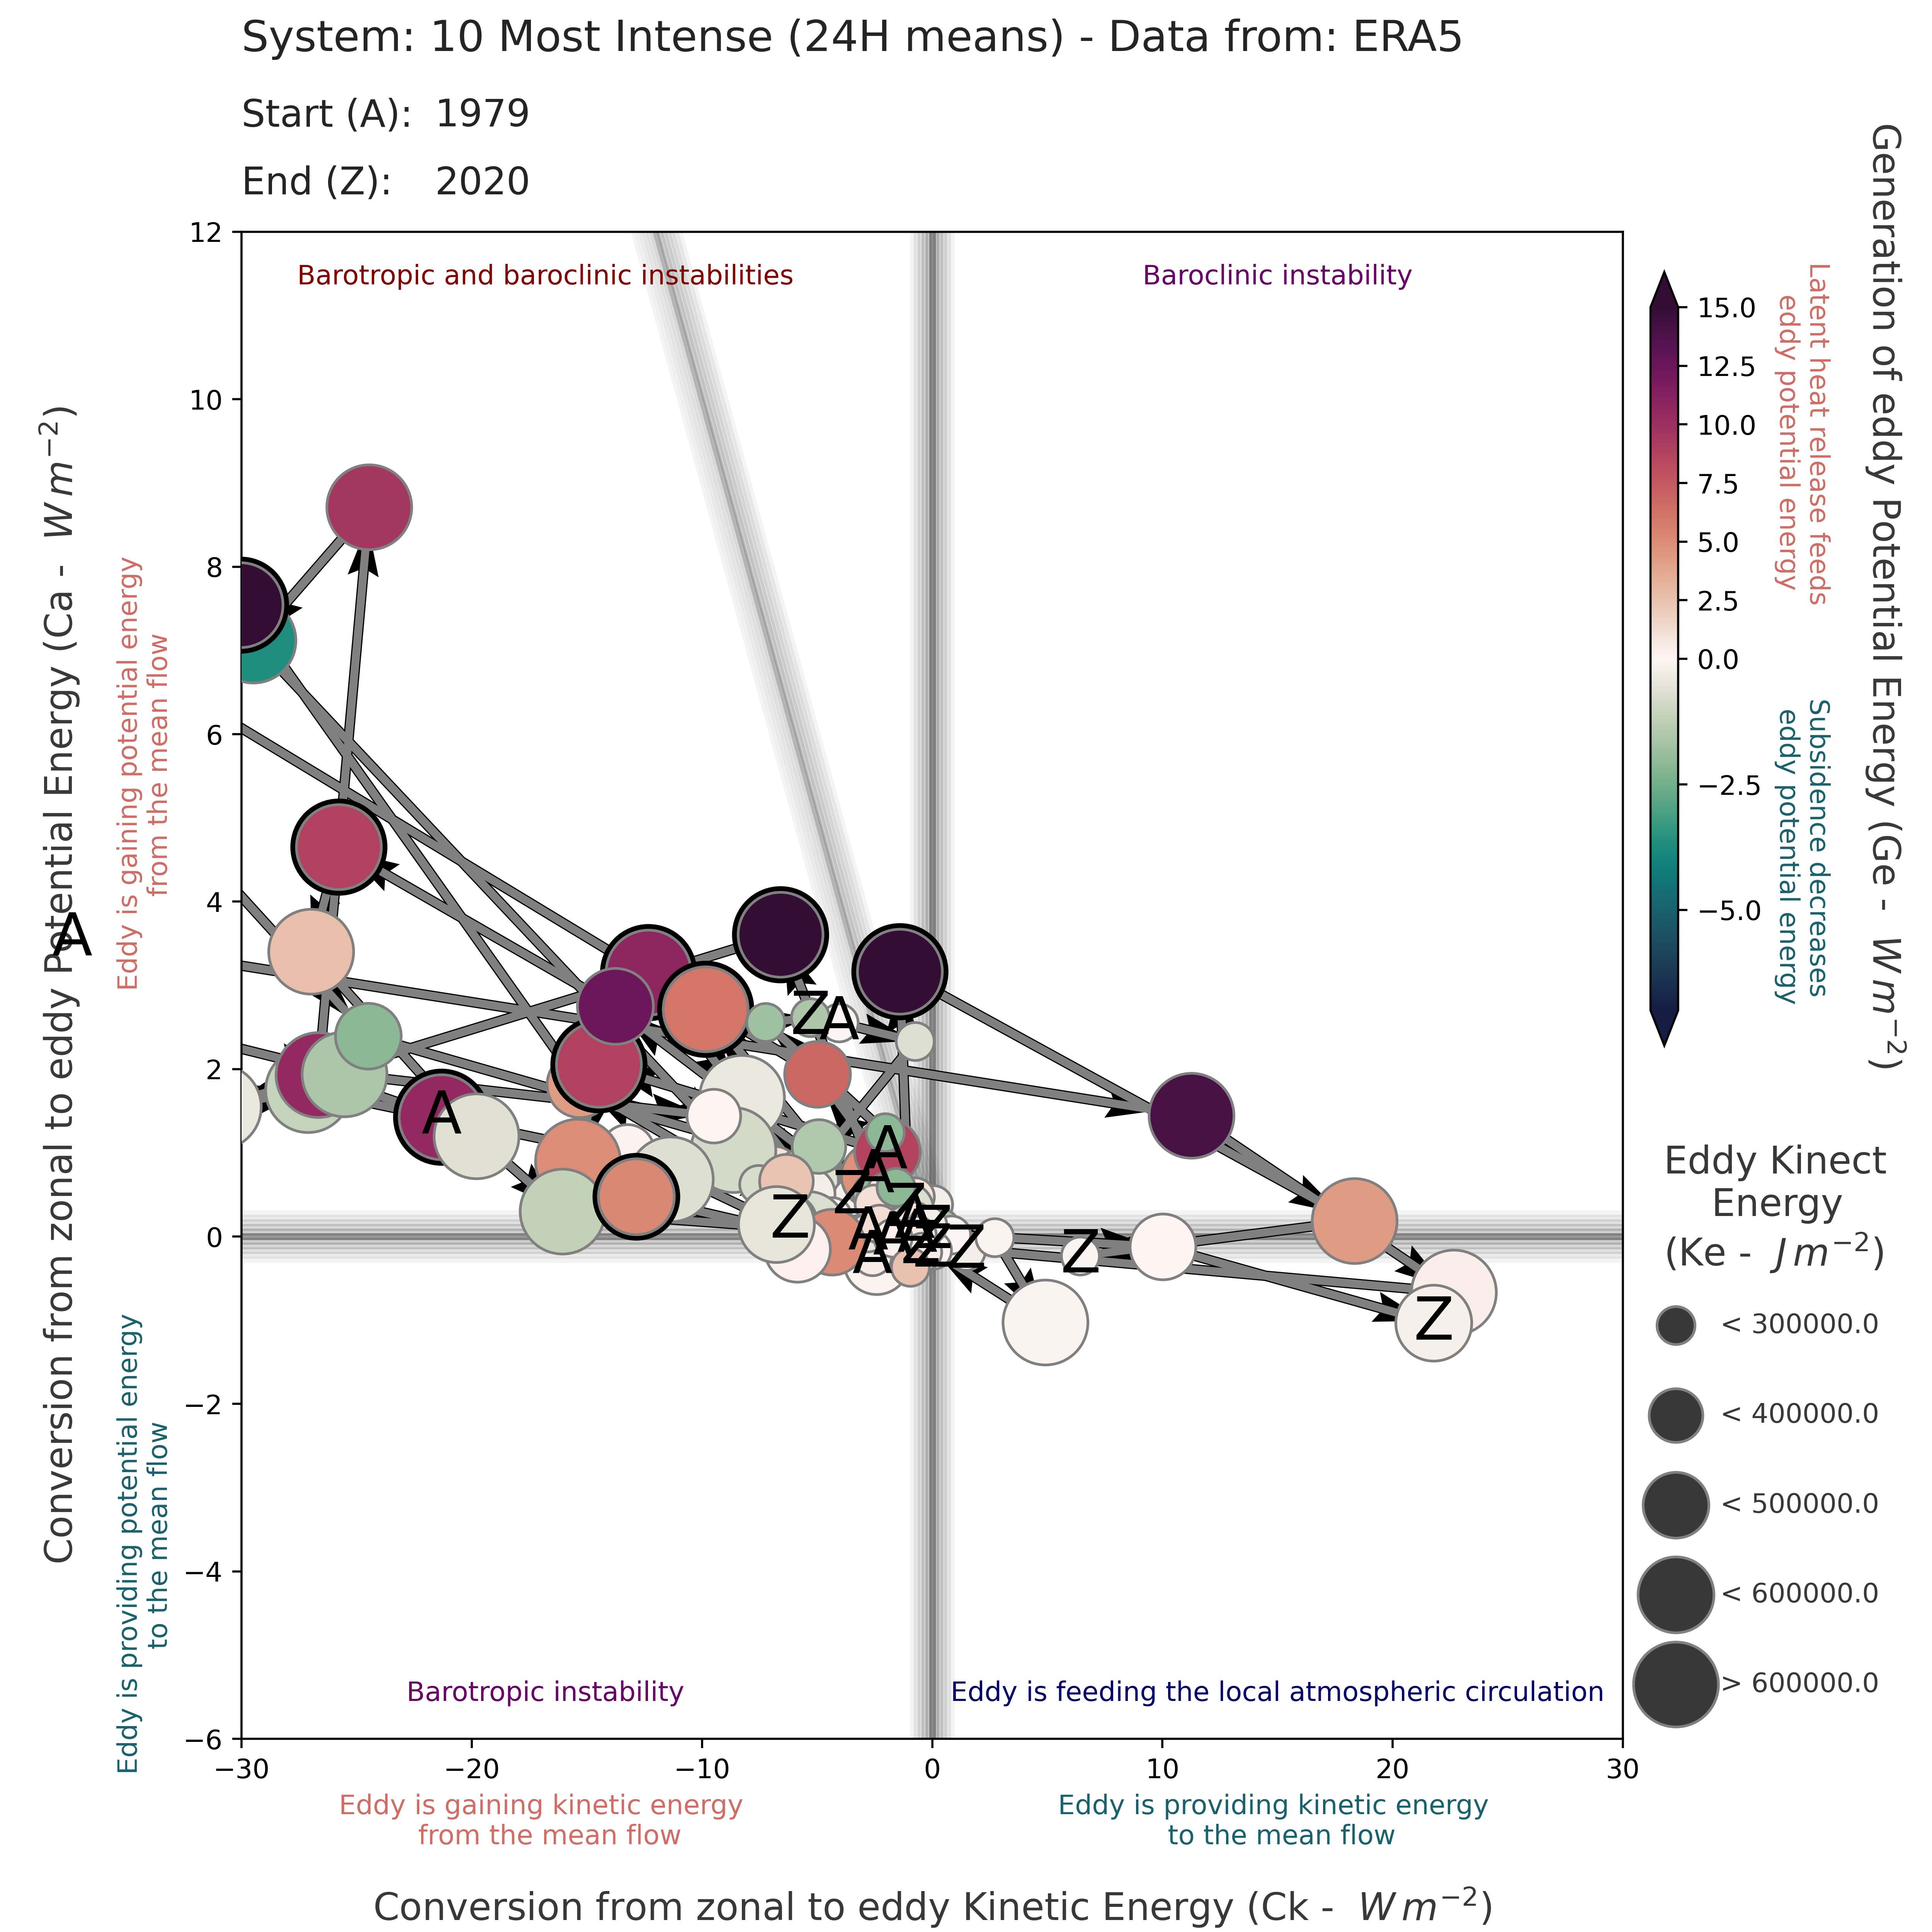 System: 10 Most Intense (24H means) - Data from: ERA5
Start (A): 1979
End (Z): 2020
12
10
8
6
4
2
0
−2
−4
−6
−30
−20
−10
0
10
20
30
Barotropic and baroclinic instabilities
Baroclinic instability
Barotropic instability
Eddy is feeding the local atmospheric circulation
A
Z
A
A
Z
Z
A
A
Z
A
A
Z
Z
Z
Z
Conversion from zonal to eddy Potential Energy (Ca - W m−2)
Eddy is gaining potential energy
from the mean flow
Eddy is providing potential energy
to the mean flow
Eddy is gaining kinetic energy
from the mean flow
Eddy is providing kinetic energy
to the mean flow
Conversion from zonal to eddy Kinetic Energy (Ck - W m−2)
15.0
12.5
10.0
7.5
5.0
2.5
0.0
−2.5
−5.0
Latent heat release feeds
eddy potential energy
Subsidence decreases
eddy potential energy
Generation of eddy Potential Energy (Ge - W m−2)
Eddy Kinect
Energy
(Ke - J m−2)
< 300000.0
< 400000.0
< 500000.0
< 600000.0
> 600000.0